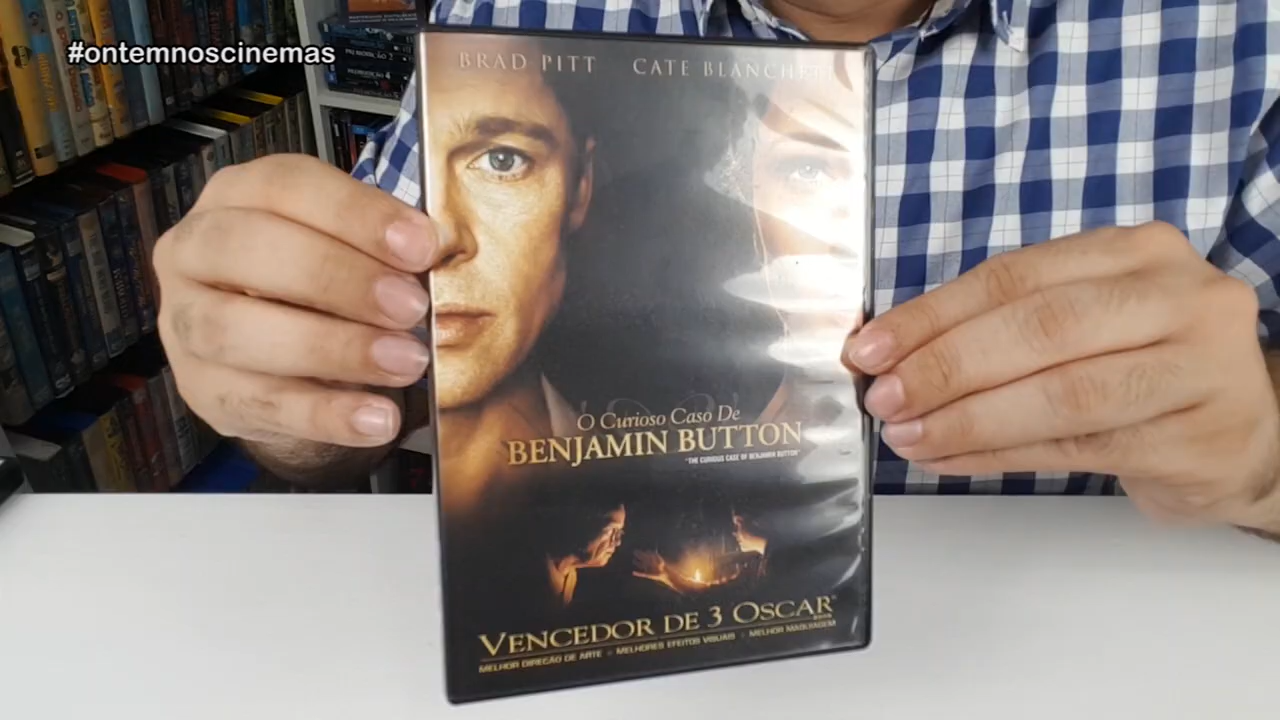 #ontemnoscinemas
BRAD PITT CATE BLANCHETT
O Curioso Caso De
BENJAMIN BUTTON
"THE CURIOUS CASE OF BENJAMIN BUTTON"
VENCEDOR DE 3 OSCAR®
MELHOR DIREÇÃO DE ARTE MELHORES EFEITOS VISUAIS MELHOR MAQUIAGEM